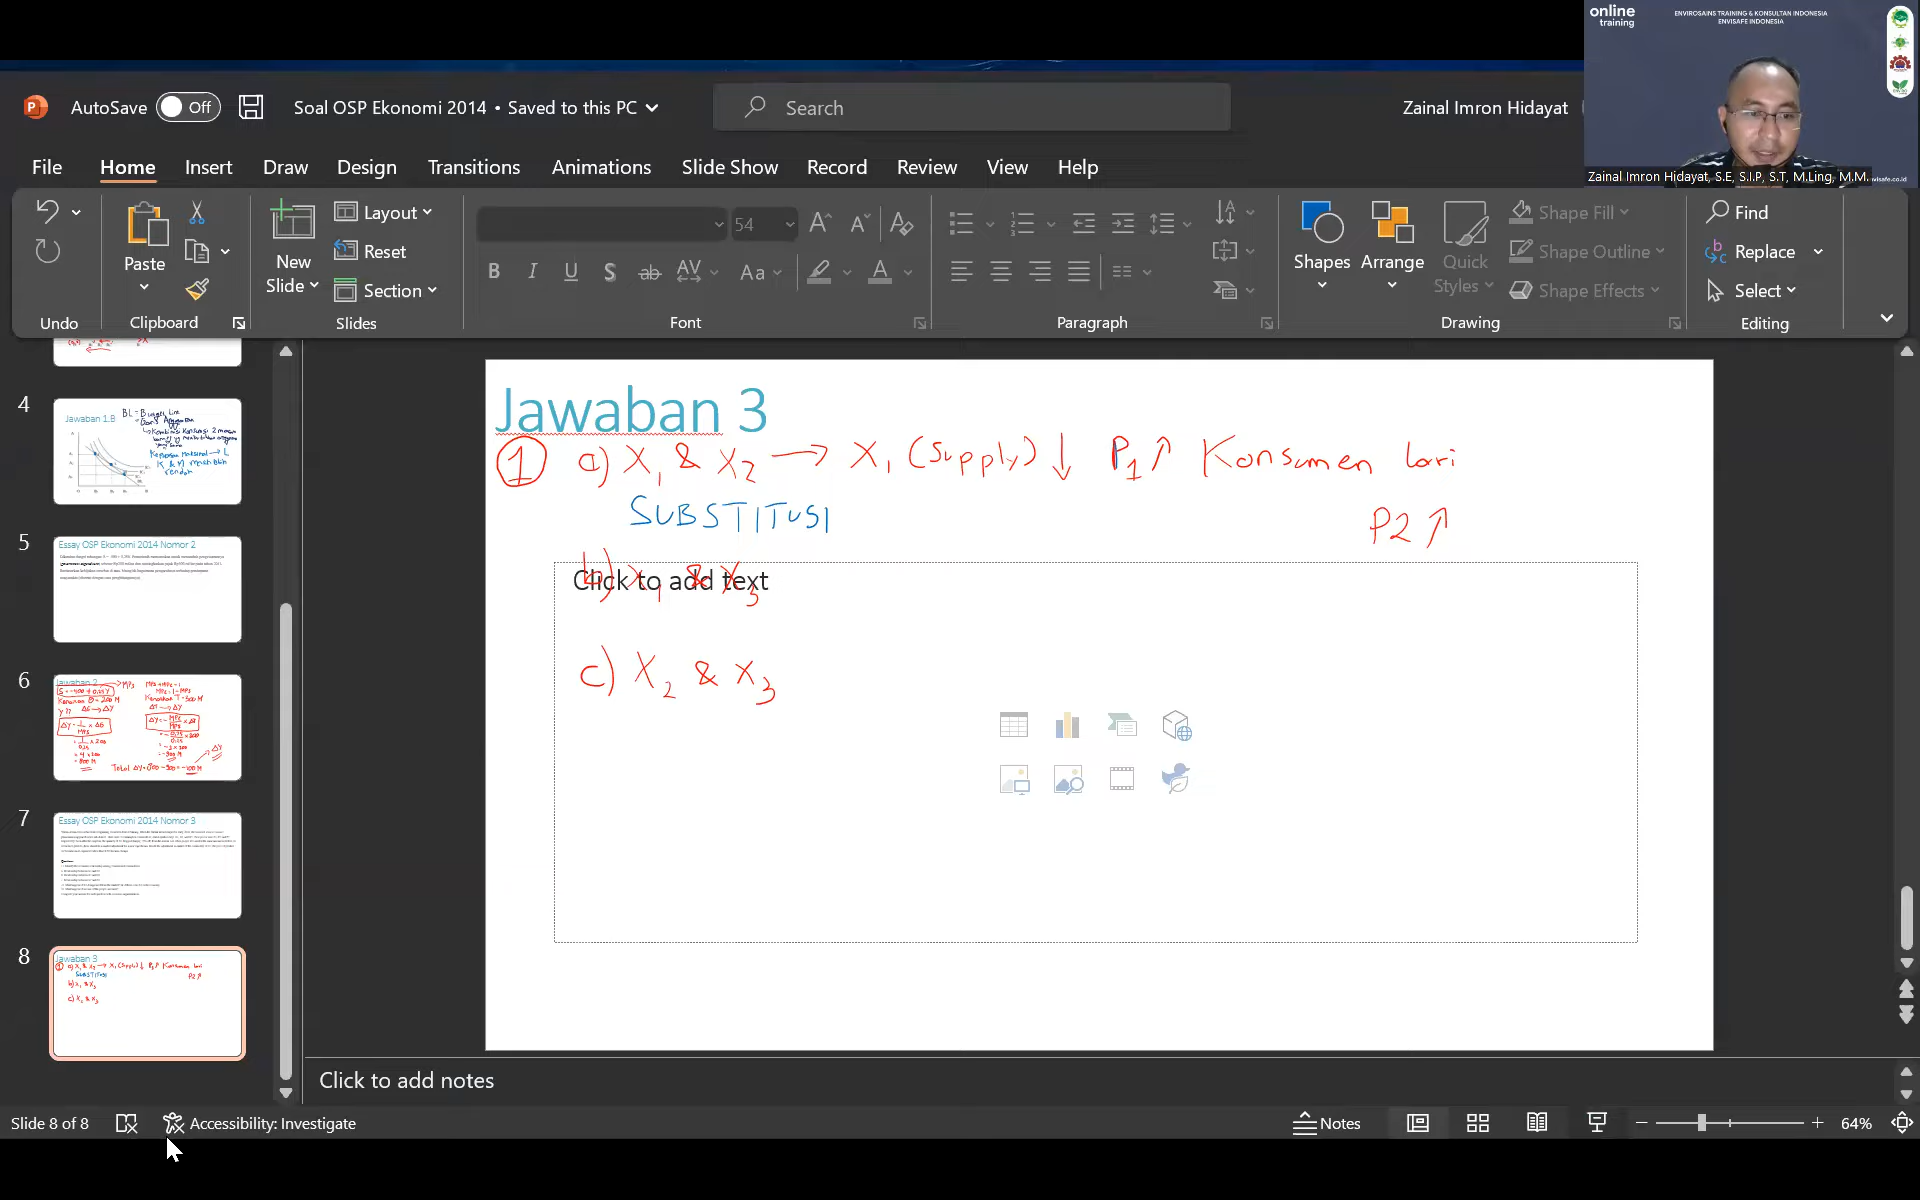 online
training
ENVIROSAINS TRAINING & KONSULTAN INDONESIA
ENVISAFE INDONESIA
Zainal Imron Hidayat, S.E, S.I.P, S.T, M.Ling, M.M.
AutoSave Off Soal OSP Ekonomi 2014 • Saved to this PC Search Zainal Imron Hidayat
File Home Insert Draw Design Transitions Animations Slide Show Record Review View Help
Paste
New
Slide
Layout
Reset
Section
54
B I U S ab AV Aa A
Shapes Arrange Quick
Styles
Shape Fill
Shape Outline
Shape Effects
Find
Replace
Select
Undo Clipboard Slides Font Paragraph Drawing Editing
4
Jawaban 1.B
5
Essay OSP Ekonomi 2014 Nomor 2
6
Jawaban 2
7
Essay OSP Ekonomi 2014 Nomor 3
8
Jawaban 3
Jawaban 3
① a) X₁ & X₂ → X₁ (Supply) ↓ P₁ ↑ Konsumen lari
SUBSTITUSI P2 ↑
b) X₁ & X₃
Click to add text
c) X₂ & X₃
Click to add notes
Slide 8 of 8 Accessibility: Investigate Notes 64%